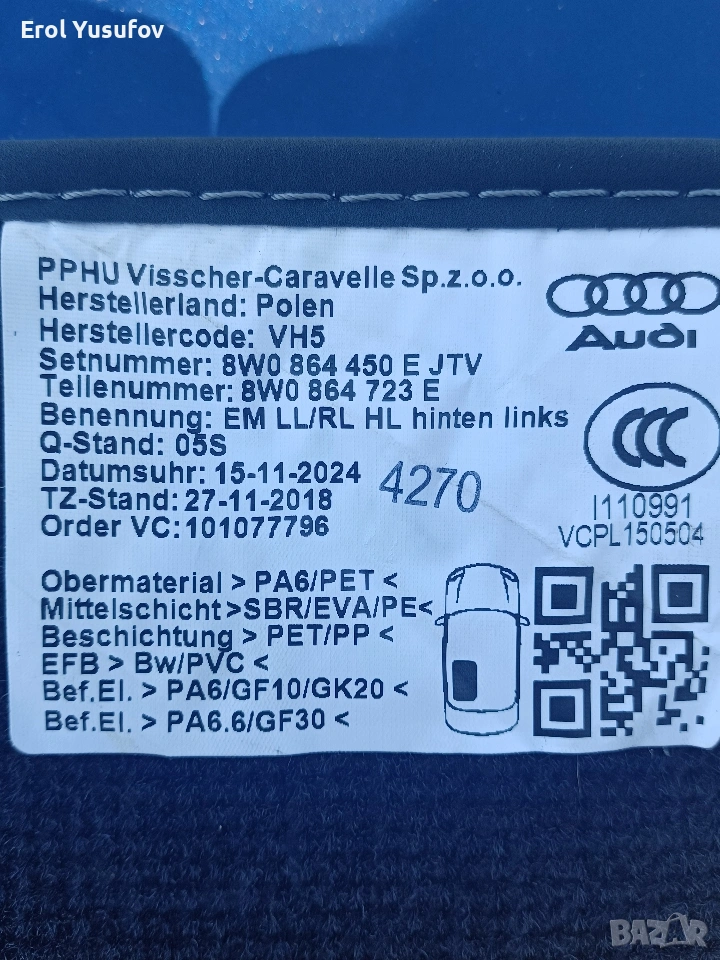 Erol Yusufov
PPHU Visscher-Caravelle Sp.z.o.o.
Herstellerland: Polen
Herstellercode: VH5
Setnummer: 8W0 864 450 E JTV
Teilenummer: 8W0 864 723 E
Benennung: EM LL/RL HL hinten links
Q-Stand: 05S
Datumsuhr: 15-11-2024
4270
TZ-Stand: 27-11-2018
Order VC: 101077796
Audi
CCC
I110991
VCPL150504
Obermaterial > PA6/PET <
Mittelschicht >SBR/EVA/PE<
Beschichtung > PET/PP <
EFB > Bw/PVC <
Bef.El. > PA6/GF10/GK20 <
Bef.El. > PA6.6/GF30 <
BAZAR